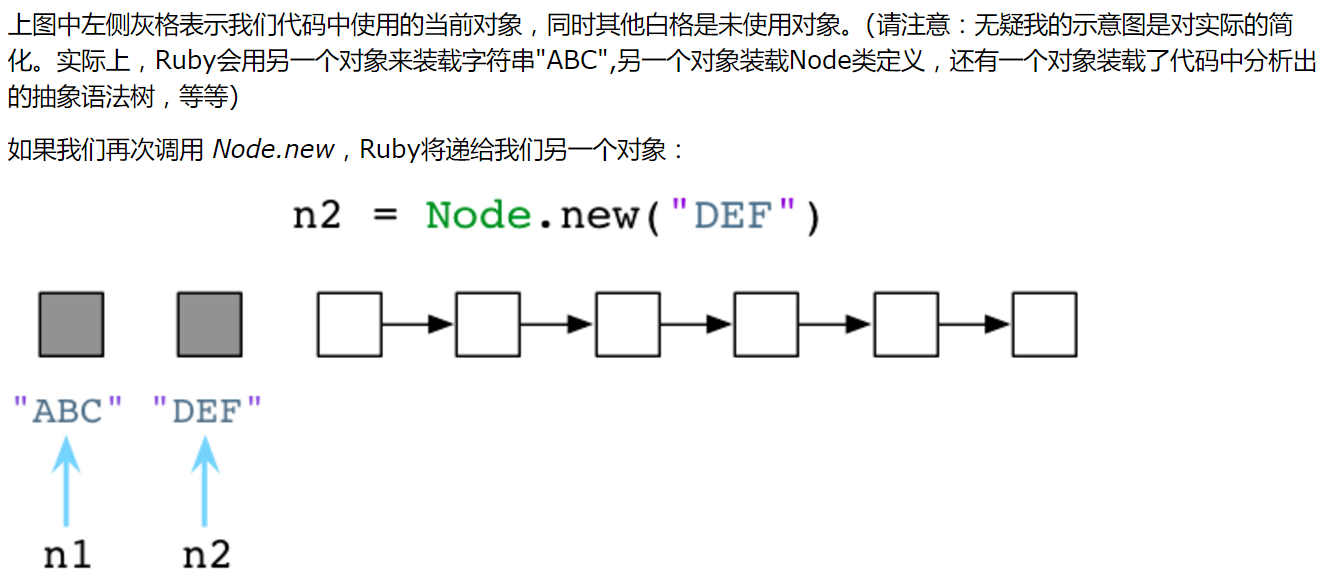 上图中左侧灰格表示我们代码中使用的当前对象，同时其他白格是未使用对象。(请注意：无疑我的示意图是对实际的简
化。实际上，Ruby会用另一个对象来装载字符串"ABC",另一个对象装载Node类定义，还有一个对象装载了代码中分析出
的抽象语法树，等等)
如果我们再次调用 Node.new，Ruby将递给我们另一个对象：
n2 = Node.new("DEF")
"ABC" "DEF"
n1 n2